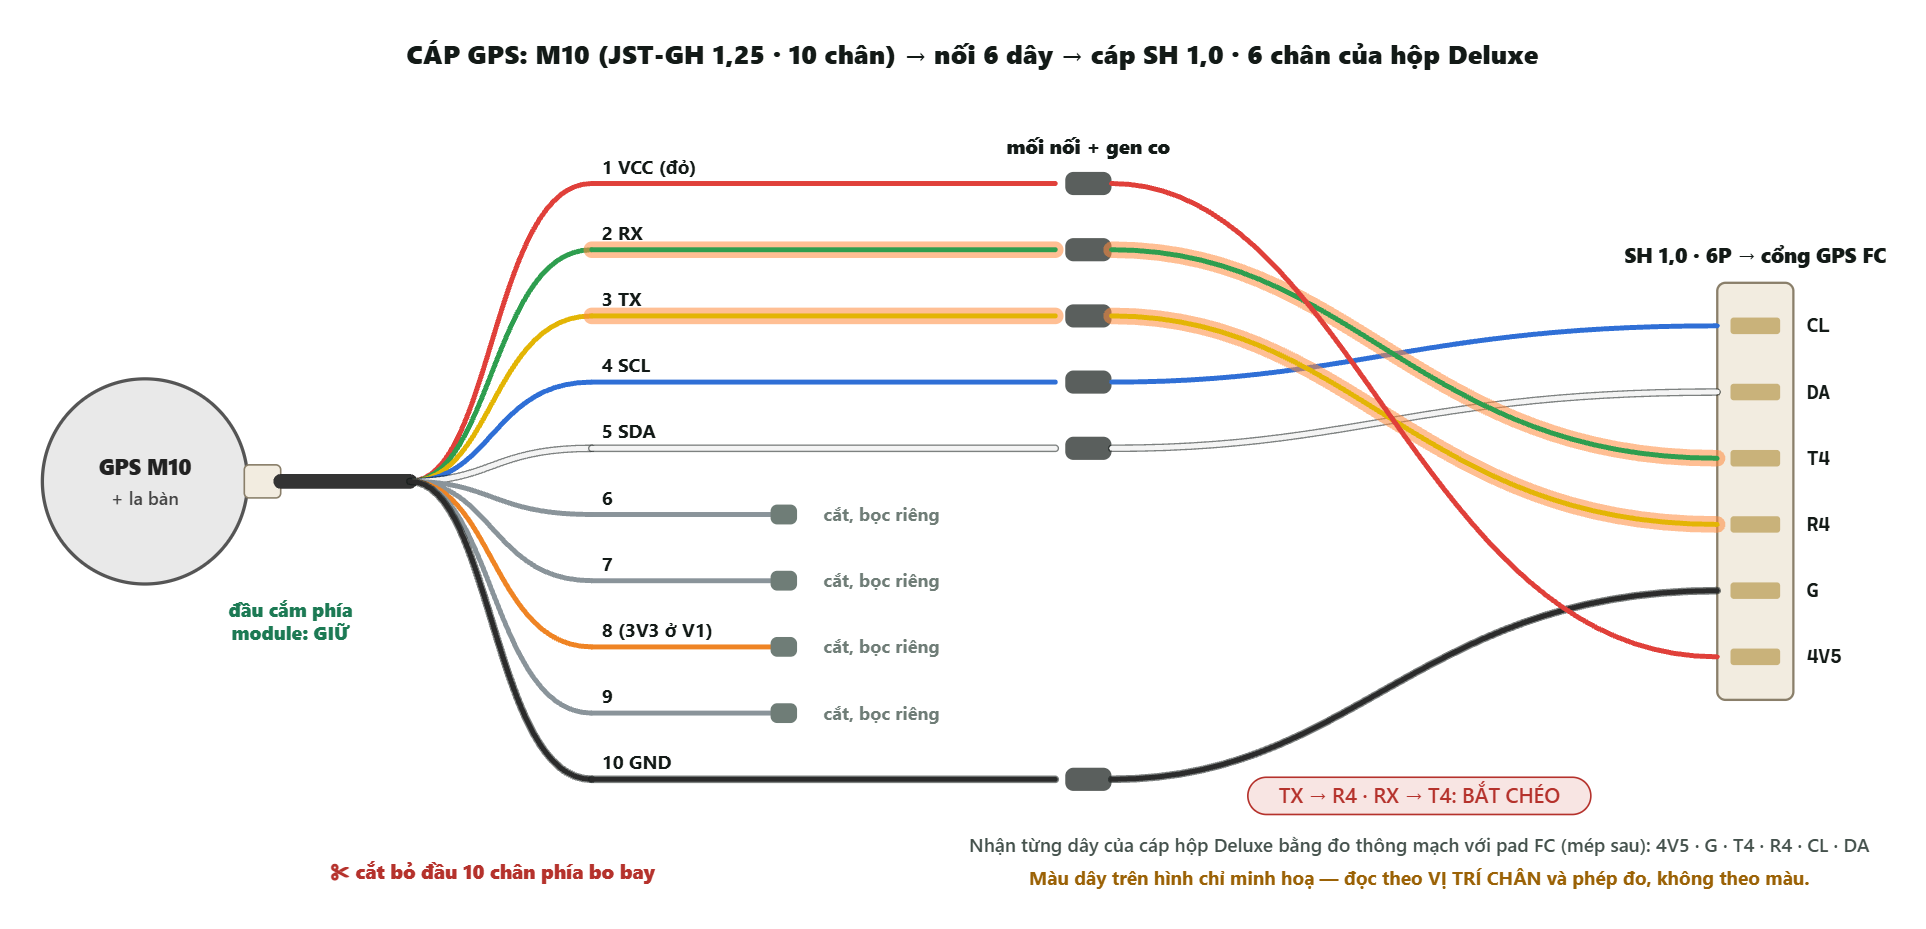 CÁP GPS: M10 (JST-GH 1,25 · 10 chân) → nối 6 dây → cáp SH 1,0 · 6 chân của hộp Deluxe
mối nối + gen co
1 VCC (đỏ)
2 RX
3 TX
4 SCL
5 SDA
6
cắt, bọc riêng
7
cắt, bọc riêng
8 (3V3 ở V1)
cắt, bọc riêng
9
cắt, bọc riêng
10 GND
GPS M10
+ la bàn
đầu cắm phía
module: GIỮ
SH 1,0 · 6P → cổng GPS FC
CL
DA
T4
R4
G
4V5
TX → R4 · RX → T4: BẮT CHÉO
Nhận từng dây của cáp hộp Deluxe bằng đo thông mạch với pad FC (mép sau): 4V5 · G · T4 · R4 · CL · DA
✂ cắt bỏ đầu 10 chân phía bo bay
Màu dây trên hình chỉ minh hoạ — đọc theo VỊ TRÍ CHÂN và phép đo, không theo màu.